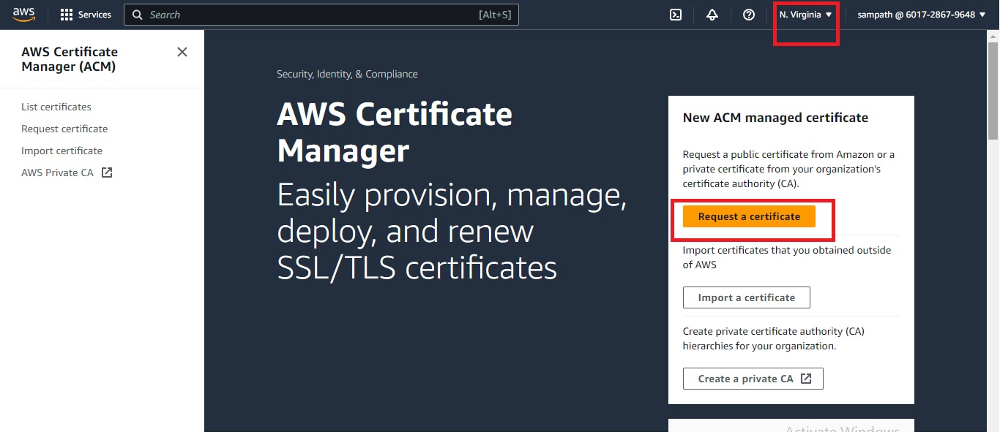 aws
Services
Search
[Alt+S]
N. Virginia
sampath @ 6017-2867-9648
AWS Certificate
Manager (ACM)
List certificates
Request certificate
Import certificate
AWS Private CA
Security, Identity, & Compliance
AWS Certificate
Manager
Easily provision, manage,
deploy, and renew
SSL/TLS certificates
New ACM managed certificate
Request a public certificate from Amazon or a
private certificate from your organization's
certificate authority (CA).
Request a certificate
Import certificates that you obtained outside
of AWS
Import a certificate
Create private certificate authority (CA)
hierarchies for your organization.
Create a private CA
Activate Windows